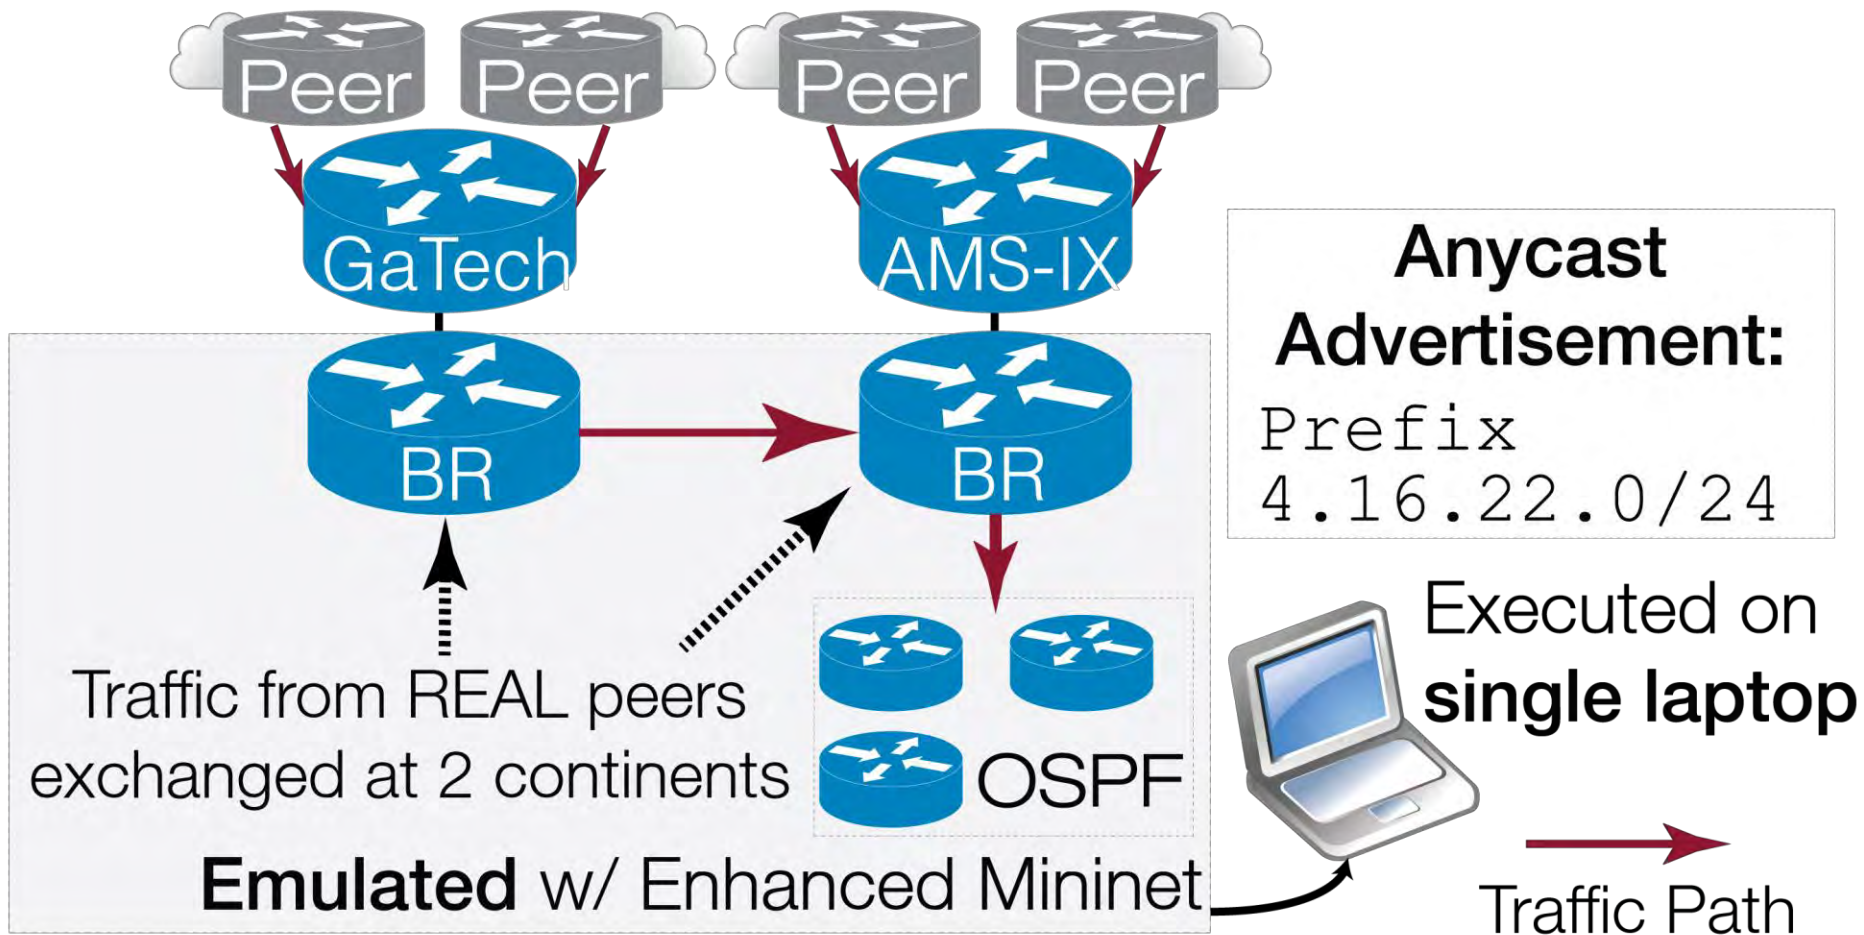 Peer
Peer
Peer
Peer
GaTech
AMS-IX
BR
BR
Anycast
Advertisement:
Prefix
4.16.22.0/24
Traffic from REAL peers
exchanged at 2 continents
OSPF
Emulated w/ Enhanced Mininet
Executed on
single laptop
Traffic Path